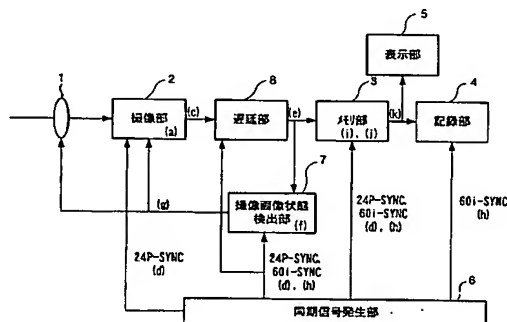 5
表示部
1
2
8
3
4
撮像部
(a)
(c)
遅延部
(e)
メモリ部
(i), (j)
(k)
記録部
7
撮像画像状態
検出部
(f)
(g)
24P-SYNC
(d)
24P-SYNC,
60i-SYNC
(d), (h)
24P-SYNC,
60i-SYNC
(d), (h)
60i-SYNC
(h)
6
同期信号発生部